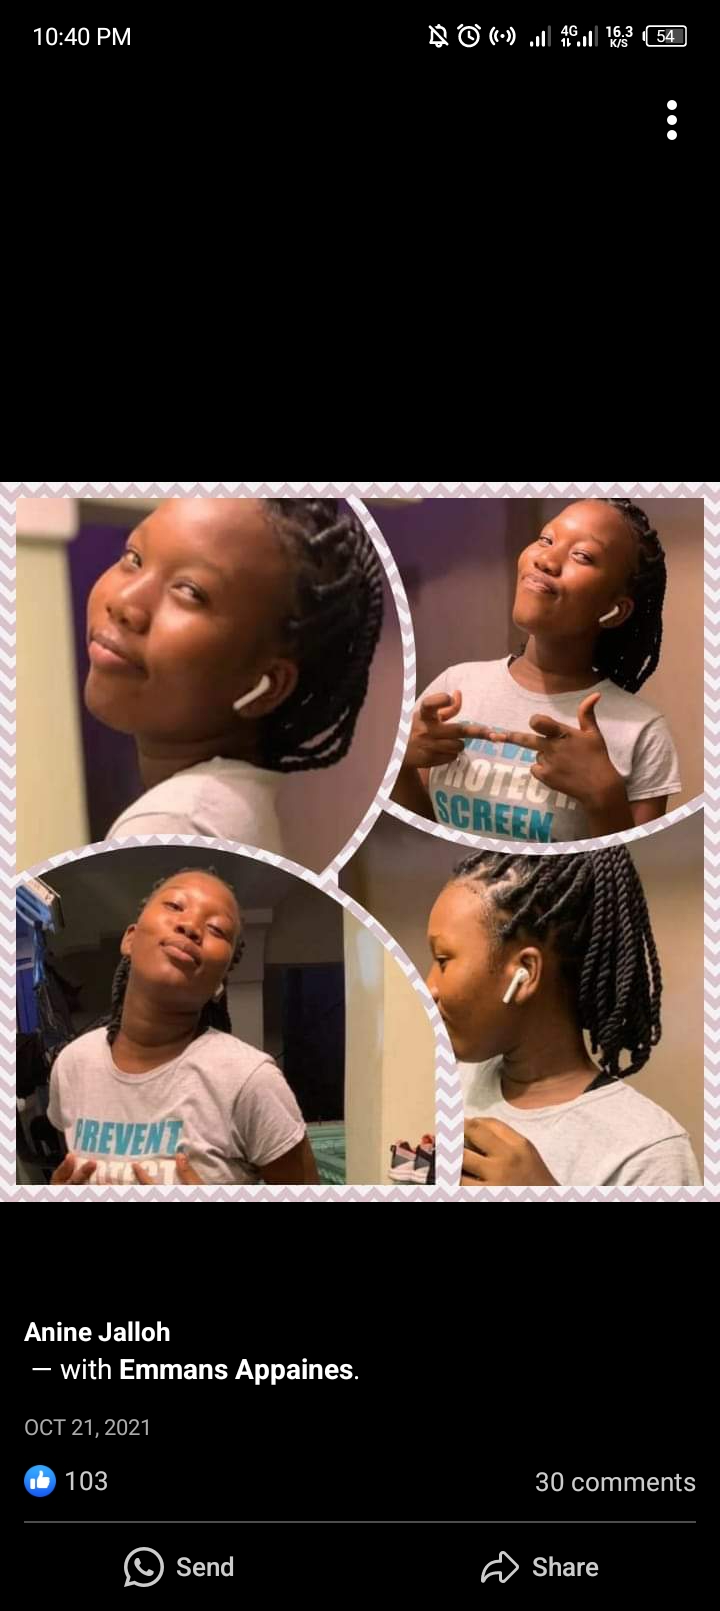 10:40 PM
4G
16.3
K/S
54
PROTECT.
SCREEN.
PREVENT
Anine Jalloh
— with Emmans Appaines.
OCT 21, 2021
103
30 comments
Send
Share